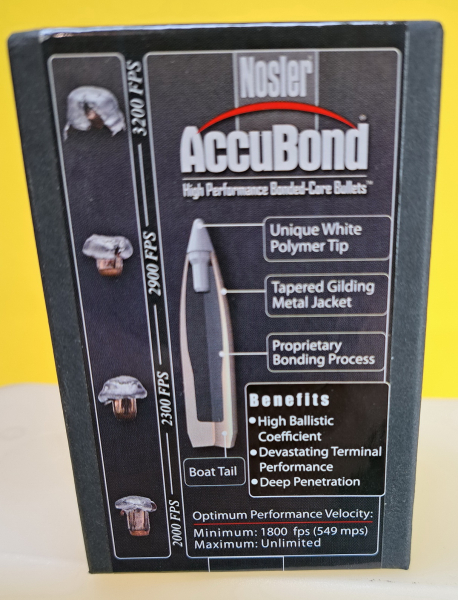 Nosler®
AccuBond®
High Performance Bonded-Core Bullets™
3200 FPS
2900 FPS
2300 FPS
2000 FPS
Unique White
Polymer Tip
Tapered Gilding
Metal Jacket
Proprietary
Bonding Process
Boat Tail
Benefits
•High Ballistic
Coefficient
•Devastating Terminal
Performance
•Deep Penetration
Optimum Performance Velocity:
Minimum: 1800 fps (549 mps)
Maximum: Unlimited